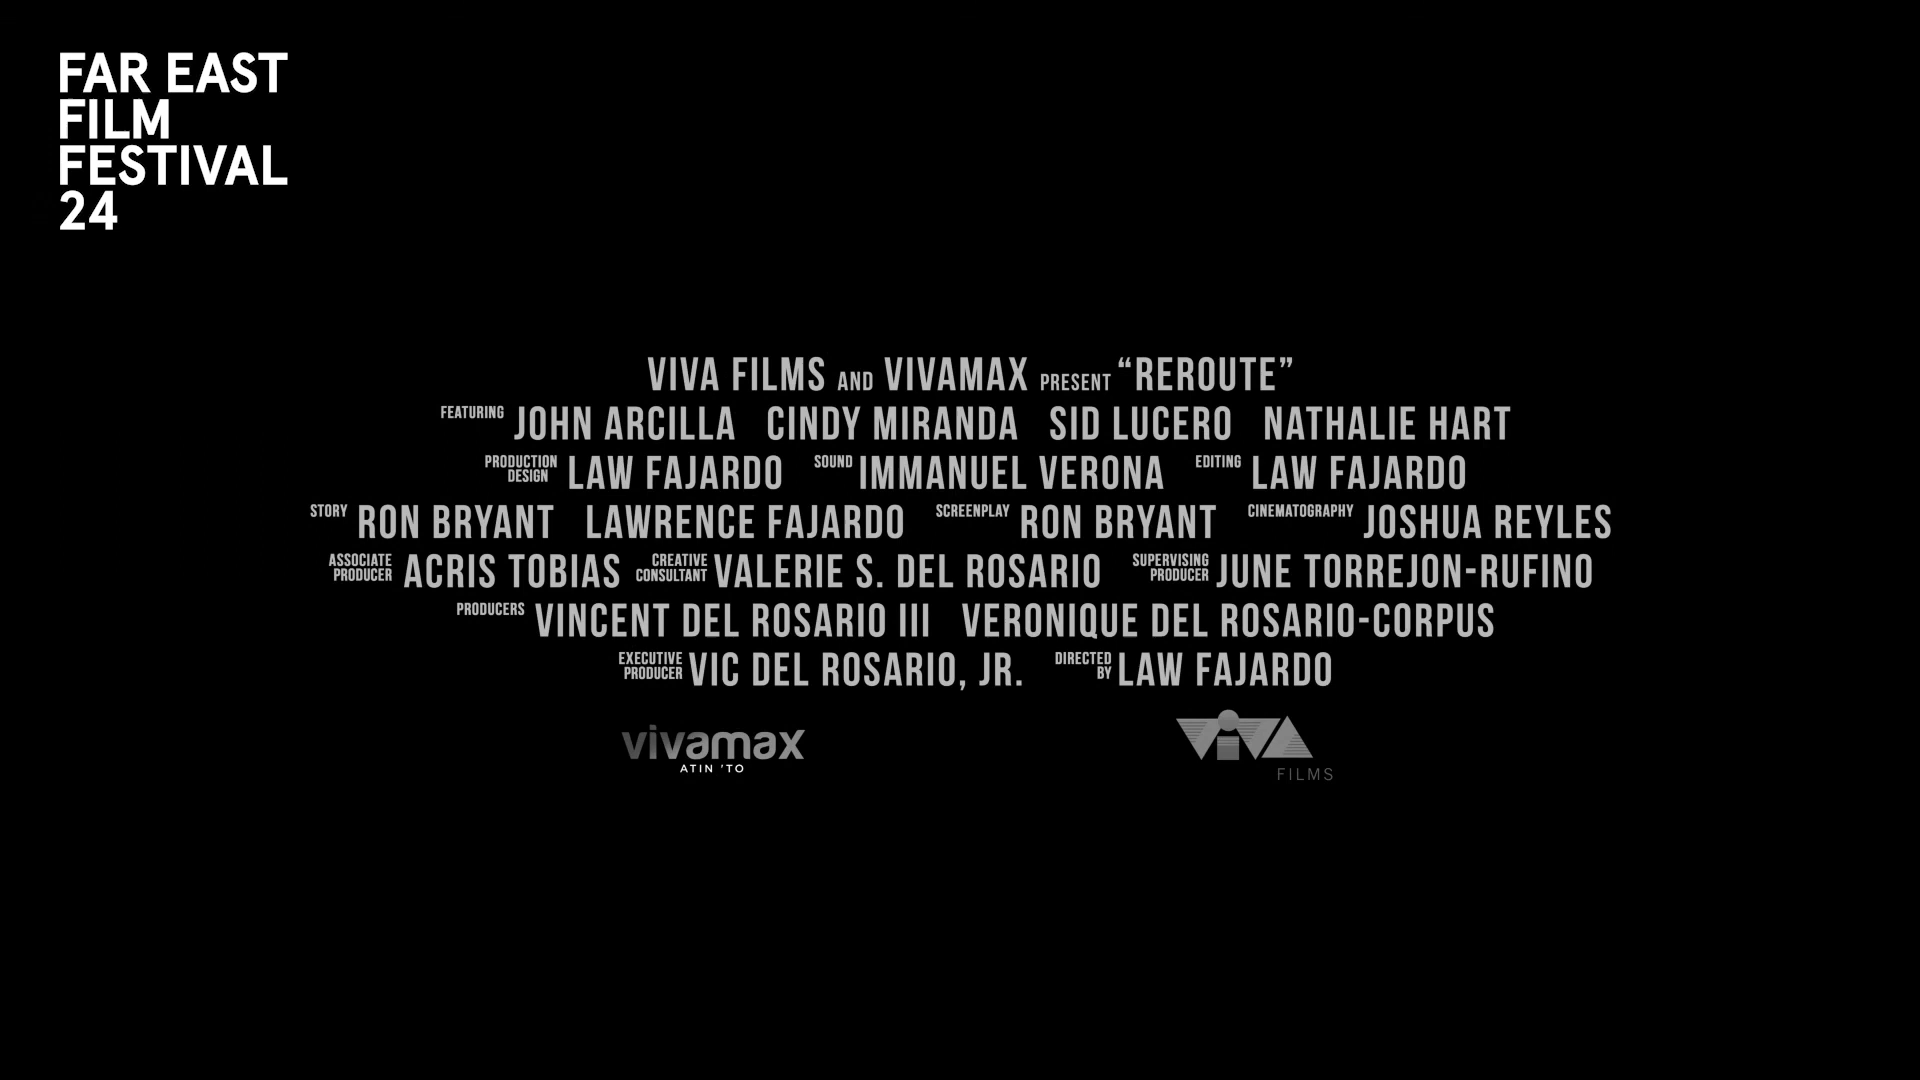 FAR EAST
FILM
FESTIVAL
24
VIVA FILMS AND VIVAMAX PRESENT “REROUTE”
FEATURING JOHN ARCILLA CINDY MIRANDA SID LUCERO NATHALIE HART
PRODUCTION DESIGN LAW FAJARDO SOUND IMMANUEL VERONA EDITING LAW FAJARDO
STORY RON BRYANT LAWRENCE FAJARDO SCREENPLAY RON BRYANT CINEMATOGRAPHY JOSHUA REYLES
ASSOCIATE PRODUCER ACRIS TOBIAS CREATIVE CONSULTANT VALERIE S. DEL ROSARIO SUPERVISING PRODUCER JUNE TORREJON-RUFINO
PRODUCERS VINCENT DEL ROSARIO III VERONIQUE DEL ROSARIO-CORPUS
EXECUTIVE PRODUCER VIC DEL ROSARIO, JR. DIRECTED BY LAW FAJARDO
vivamax
ATIN 'TO
VIVA
FILMS